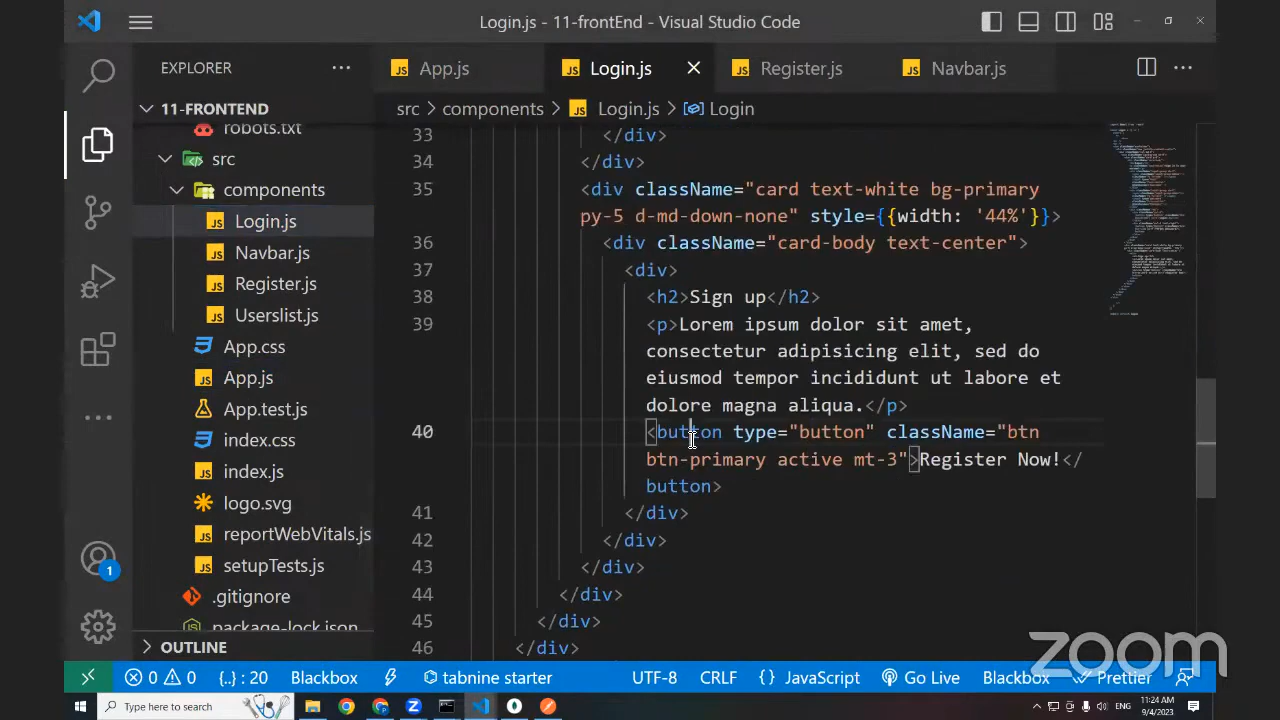 Login.js - 11-frontEnd - Visual Studio Code
EXPLORER
App.js
Login.js
Register.js
Navbar.js
11-FRONTEND
src > components > Login.js > Login
robots.txt
src
components
Login.js
Navbar.js
Register.js
Userslist.js
App.css
App.js
App.test.js
index.css
index.js
logo.svg
reportWebVitals.js
setupTests.js
.gitignore
package-lock.json
OUTLINE
33 </div>
34 </div>
35 <div className="card text-white bg-primary
py-5 d-md-down-none" style={{width: '44%'}}>
36 <div className="card-body text-center">
37 <div>
38 <h2>Sign up</h2>
39 <p>Lorem ipsum dolor sit amet,
consectetur adipisicing elit, sed do
eiusmod tempor incididunt ut labore et
dolore magna aliqua.</p>
40 <button type="button" className="btn
btn-primary active mt-3">Register Now!</
button>
41 </div>
42 </div>
43 </div>
44 </div>
45 </div>
46 </div>
zoom
1
0 0 {..} : 20 Blackbox tabnine starter UTF-8 CRLF {} JavaScript Go Live Blackbox Prettier
Type here to search
11:24 AM
9/4/2023